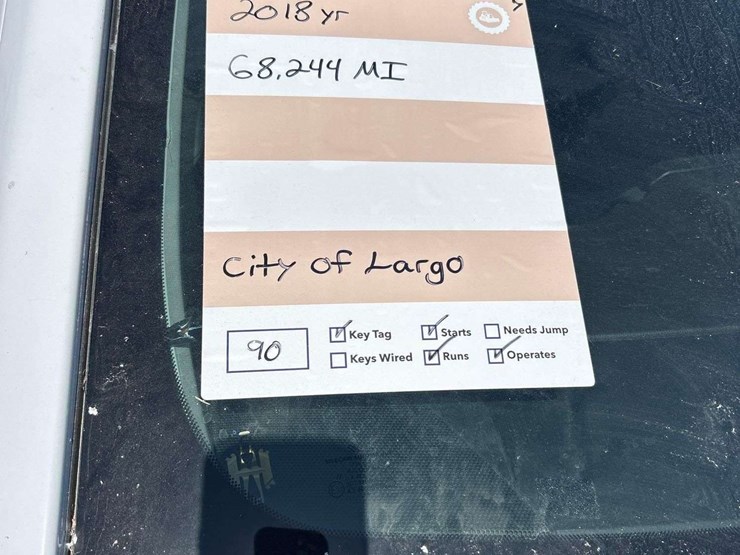 2018 yr
68,244 MI
City of Largo
90
Key Tag
Starts
Needs Jump
Keys Wired
Runs
Operates